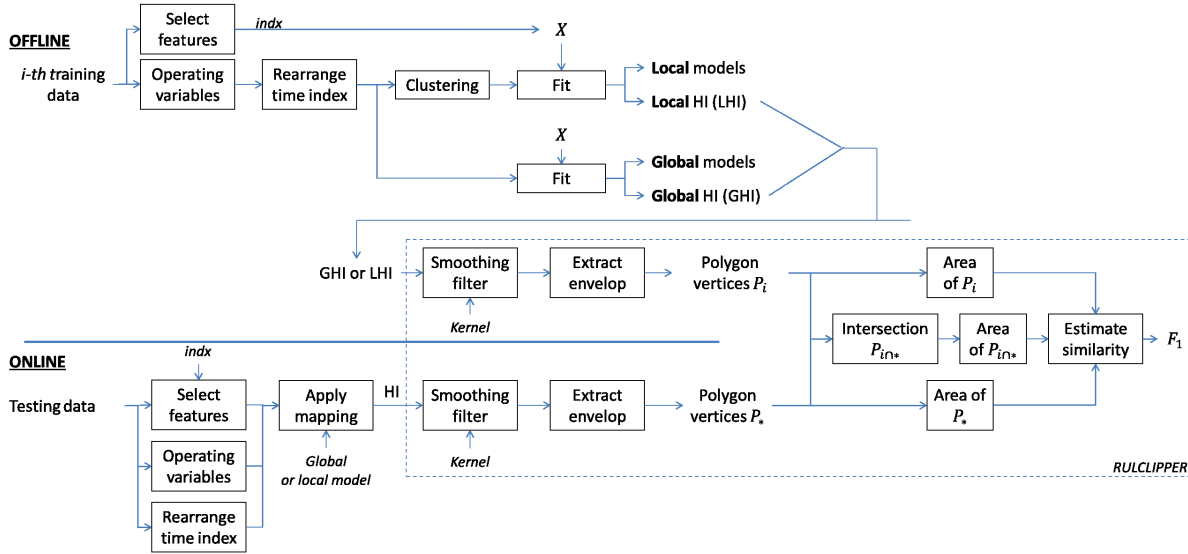 OFFLINE
i-th training
data
Select
features
indx
X
Operating
variables
Rearrange
time index
Clustering
Fit
Local models
Local HI (LHI)
X
Fit
Global models
Global HI (GHI)
GHI or LHI
Smoothing
filter
Kernel
Extract
envelop
Polygon
vertices P_i
Area
of P_i
Intersection
P_{i∩*}
Area
of P_{i∩*}
Estimate
similarity
F_1
ONLINE
Testing data
indx
Select
features
Operating
variables
Rearrange
time index
Apply
mapping
Global
or local model
HI
Smoothing
filter
Kernel
Extract
envelop
Polygon
vertices P_*
Area of
P_*
RULCLIPPER